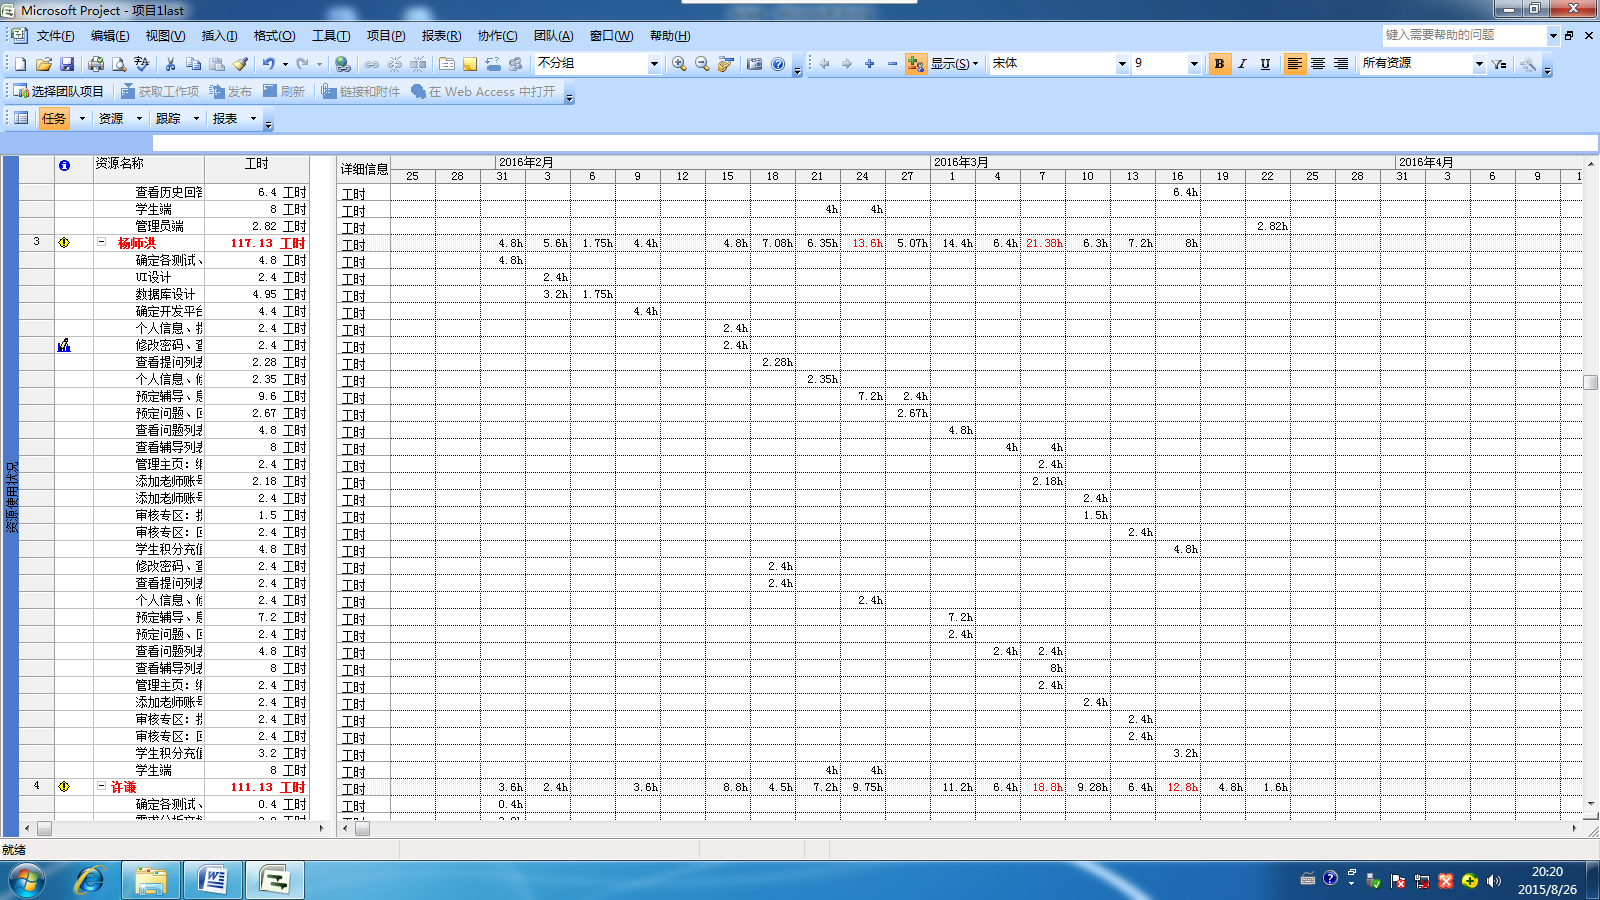 Microsoft Project - 项目1last
文件(F) 编辑(E) 视图(V) 插入(I) 格式(O) 工具(T) 项目(P) 报表(R) 协作(C) 团队(A) 窗口(W) 帮助(H) 键入需要帮助的问题
不分组 显示(S) 宋体 9 B I U 所有资源
选择团队项目 获取工作项 发布 刷新 链接和附件 在 Web Access 中打开
任务 资源 跟踪 报表
资源名称 工时 详细信息 2016年2月 2016年3月 2016年4月
25 28 31 3 6 9 12 15 18 21 24 27 1 4 7 10 13 16 19 22 25 28 31 3 6 9 1
查看历史回答 6.4 工时 工时 6.4h
学生端 8 工时 工时 4h 4h
管理员端 2.82 工时 工时 2.82h
3 杨师洪 117.13 工时 工时 4.8h 5.6h 1.75h 4.4h 4.8h 7.08h 6.35h 13.6h 5.07h 14.4h 6.4h 21.38h 6.3h 7.2h 8h
确定各测试、 4.8 工时 工时 4.8h
UI设计 2.4 工时 工时 2.4h
数据库设计 4.95 工时 工时 3.2h 1.75h
确定开发平台 4.4 工时 工时 4.4h
个人信息、 2.4 工时 工时 2.4h
修改密码、查 2.4 工时 工时 2.4h
查看提问列表 2.28 工时 工时 2.28h
个人信息、修 2.35 工时 工时 2.35h
预定辅导、 9.6 工时 工时 7.2h 2.4h
预定问题、回 2.67 工时 工时 2.67h
查看问题列表 4.8 工时 工时 4.8h
查看辅导列表 8 工时 工时 4h 4h
管理主页： 2.4 工时 工时 2.4h
添加老师账号 2.18 工时 工时 2.18h
添加老师账号 2.4 工时 工时 2.4h
审核专区： 1.5 工时 工时 1.5h
审核专区：回 2.4 工时 工时 2.4h
学生积分充值 4.8 工时 工时 4.8h
修改密码、查 2.4 工时 工时 2.4h
查看提问列表 2.4 工时 工时 2.4h
个人信息、修 2.4 工时 工时 2.4h
预定辅导、 7.2 工时 工时 7.2h
预定问题、回 2.4 工时 工时 2.4h
查看问题列表 4.8 工时 工时 2.4h 2.4h
查看辅导列表 8 工时 工时 8h
管理主页： 2.4 工时 工时 2.4h
添加老师账号 2.4 工时 工时 2.4h
审核专区： 2.4 工时 工时 2.4h
审核专区：回 2.4 工时 工时 2.4h
学生积分充值 3.2 工时 工时 3.2h
学生端 8 工时 工时 4h 4h
4 许谦 111.13 工时 工时 3.6h 2.4h 3.6h 8.8h 4.5h 7.2h 9.75h 11.2h 6.4h 18.8h 9.28h 6.4h 12.8h 4.8h 1.6h
确定各测试、 0.4 工时 工时 0.4h
资源使用状况
就绪
20:20
2015/8/26